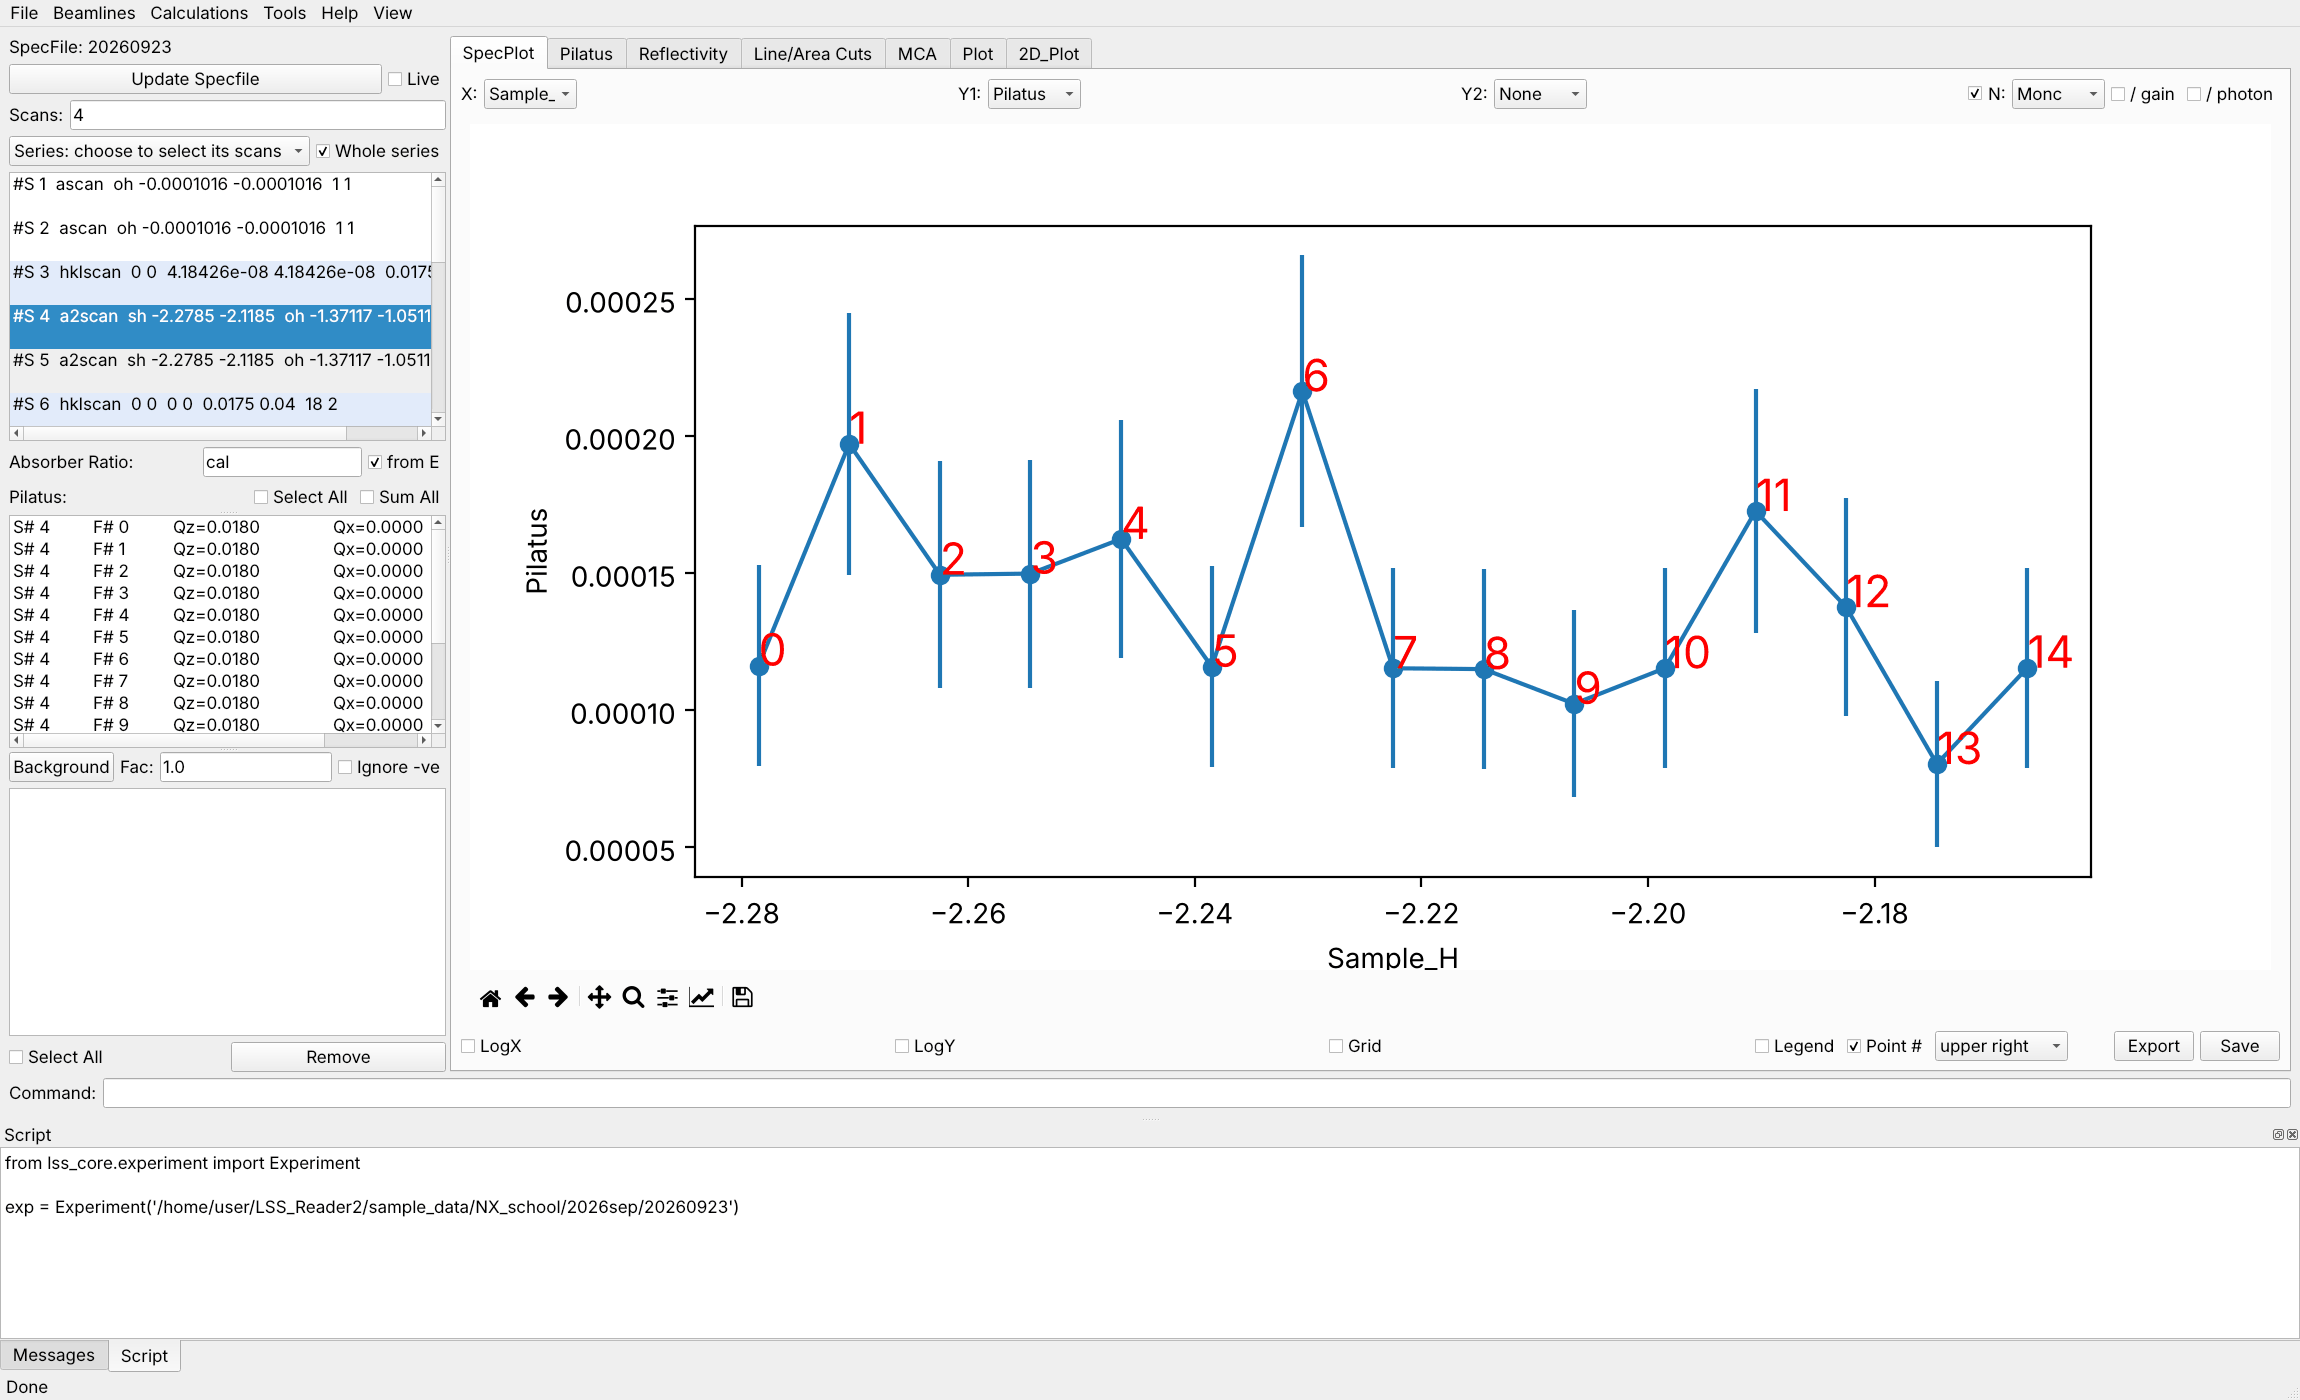 File Beamlines Calculations Tools Help View
SpecFile: 20260923
Update Specfile Live
Scans: 4
Series: choose to select its scans Whole series
#S 1 ascan oh -0.0001016 -0.0001016 1 1
#S 2 ascan oh -0.0001016 -0.0001016 1 1
#S 3 hklscan 0 0 4.18426e-08 4.18426e-08 0.0175
#S 4 a2scan sh -2.2785 -2.1185 oh -1.37117 -1.0511
#S 5 a2scan sh -2.2785 -2.1185 oh -1.37117 -1.0511
#S 6 hklscan 0 0 0 0 0.0175 0.04 18 2
Absorber Ratio: cal from E
Pilatus: Select All Sum All
S# 4 F# 0 Qz=0.0180 Qx=0.0000
S# 4 F# 1 Qz=0.0180 Qx=0.0000
S# 4 F# 2 Qz=0.0180 Qx=0.0000
S# 4 F# 3 Qz=0.0180 Qx=0.0000
S# 4 F# 4 Qz=0.0180 Qx=0.0000
S# 4 F# 5 Qz=0.0180 Qx=0.0000
S# 4 F# 6 Qz=0.0180 Qx=0.0000
S# 4 F# 7 Qz=0.0180 Qx=0.0000
S# 4 F# 8 Qz=0.0180 Qx=0.0000
S# 4 F# 9 Qz=0.0180 Qx=0.0000
Background Fac: 1.0 Ignore -ve
Select All Remove
SpecPlot Pilatus Reflectivity Line/Area Cuts MCA Plot 2D_Plot
X: Sample_ Y1: Pilatus Y2: None N: Monc / gain / photon
0.00025
0.00020
0.00015
0.00010
0.00005
Pilatus
0 1 2 3 4 5 6 7 8 9 10 11 12 13 14
−2.28 −2.26 −2.24 −2.22 −2.20 −2.18
Sample_H
LogX LogY Grid Legend Point # upper right Export Save
Command:
Script
from lss_core.experiment import Experiment
exp = Experiment('/home/user/LSS_Reader2/sample_data/NX_school/2026sep/20260923')
Messages Script
Done